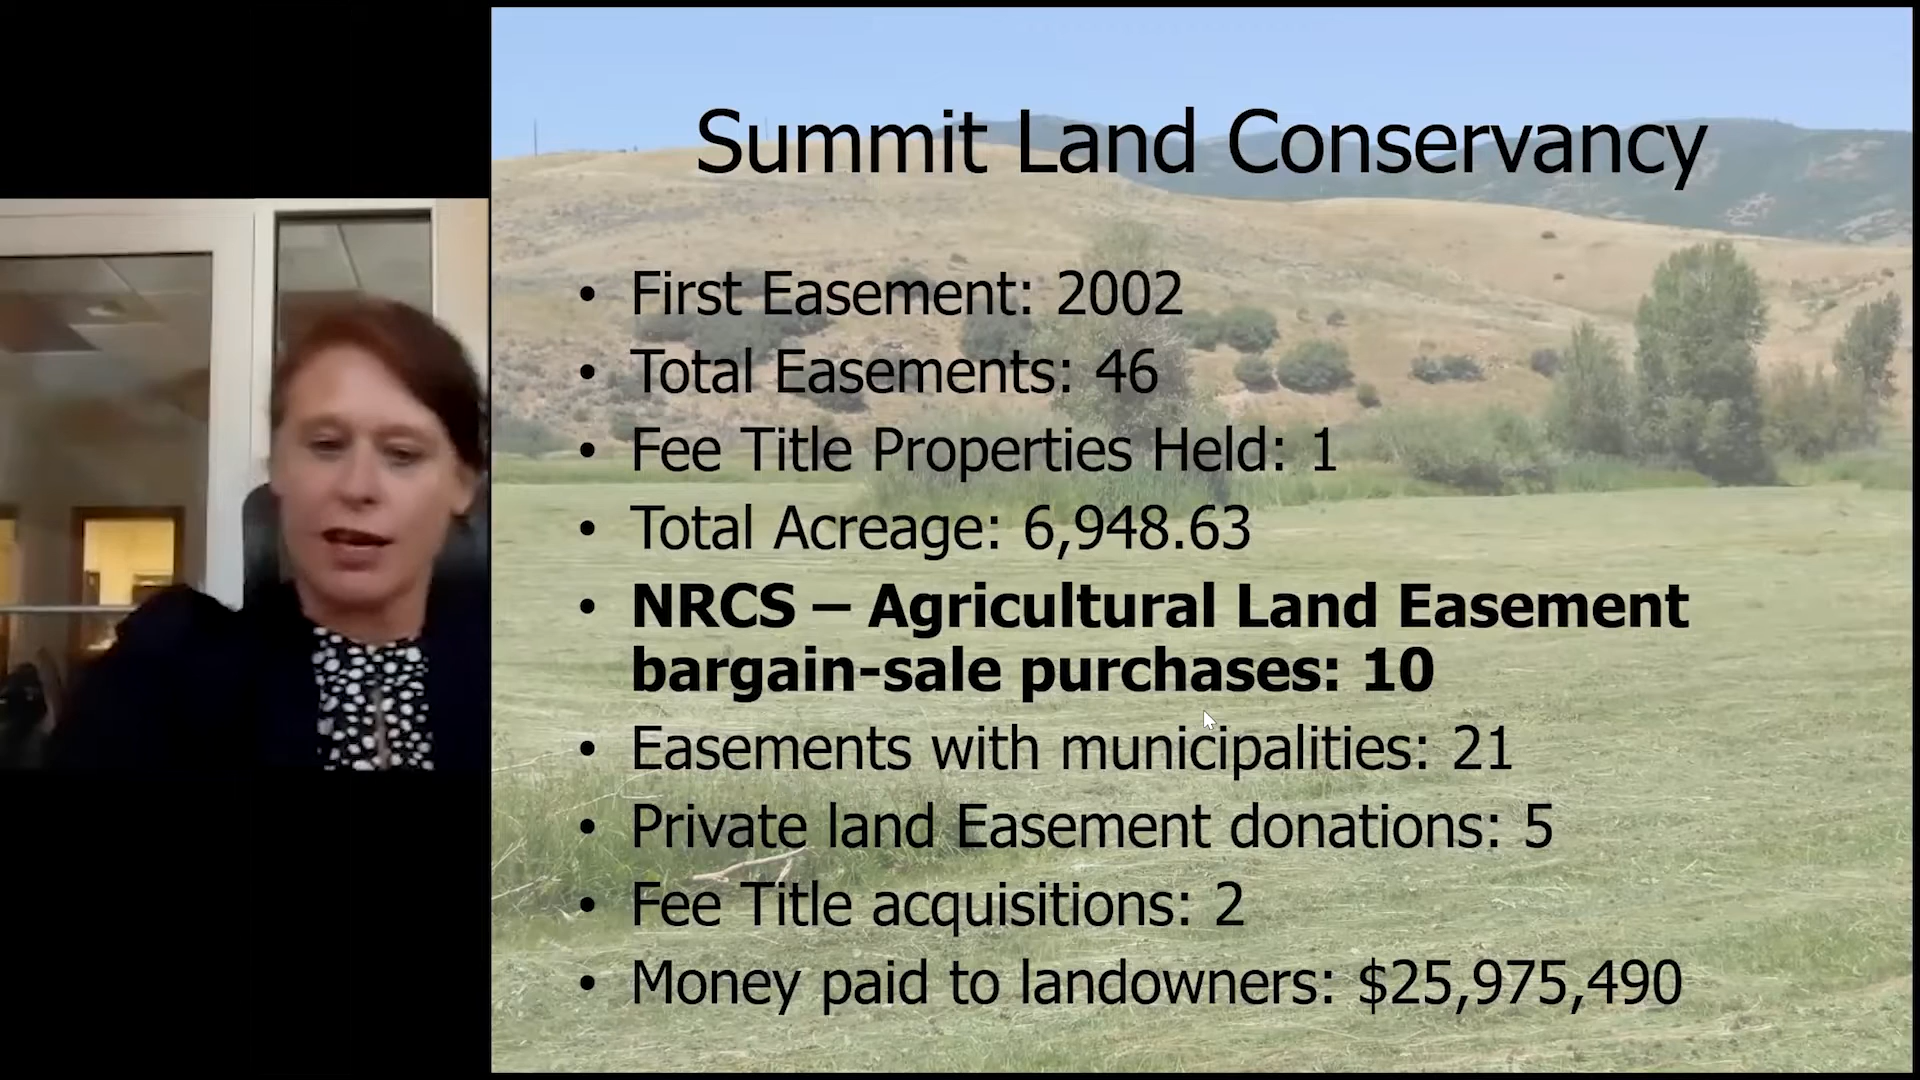 Summit Land Conservancy
• First Easement: 2002
• Total Easements: 46
• Fee Title Properties Held: 1
• Total Acreage: 6,948.63
• NRCS – Agricultural Land Easement
bargain-sale purchases: 10
• Easements with municipalities: 21
• Private land Easement donations: 5
• Fee Title acquisitions: 2
• Money paid to landowners: $25,975,490